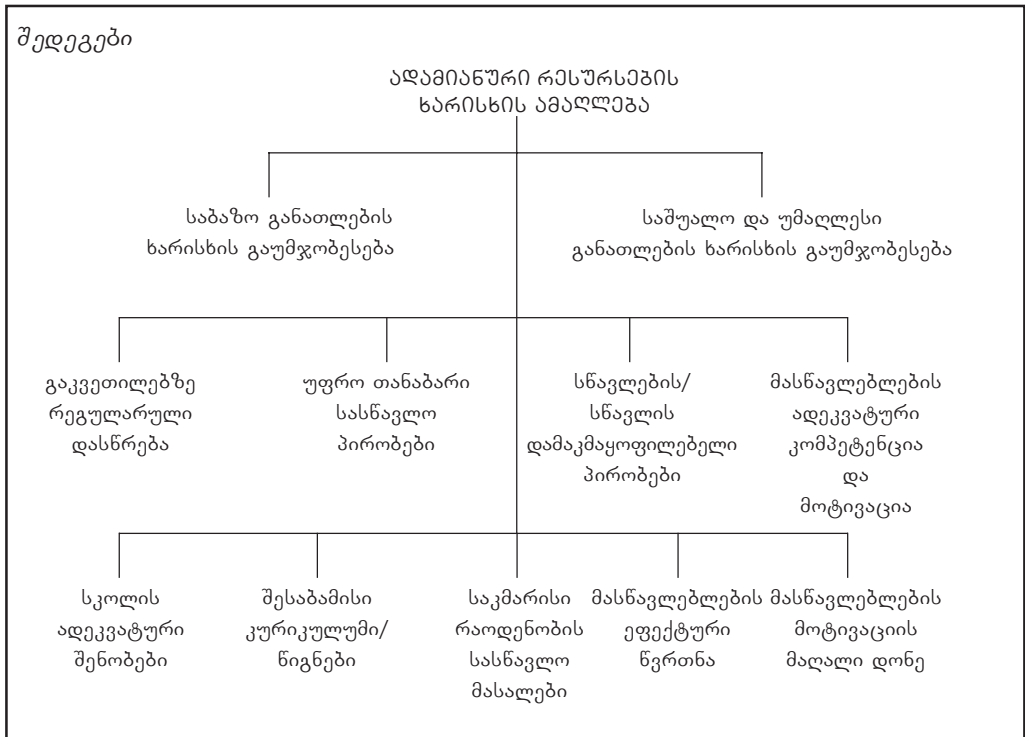 შედეგები
ადამიანური რესურსების
ხარისხის ამაღლება
საბაზო განათლების
ხარისხის გაუმჯობესება
საშუალო და უმაღლესი
განათლების ხარისხის გაუმჯობესება
გაკვეთილებზე
რეგულარული
დასწრება
უფრო თანაბარი
სასწავლო
პირობები
სწავლების/
სწავლის
დამაკმაყოფილებელი
პირობები
მასწავლებლების
ადეკვატური
კომპეტენცია
და
მოტივაცია
სკოლის
ადეკვატური
შენობები
შესაბამისი
კურიკულუმი/
წიგნები
საკმარისი
რაოდენობის
სასწავლო
მასალები
მასწავლებლების
ეფექტური
წვრთნა
მასწავლებლების
მოტივაციის
მაღალი დონე